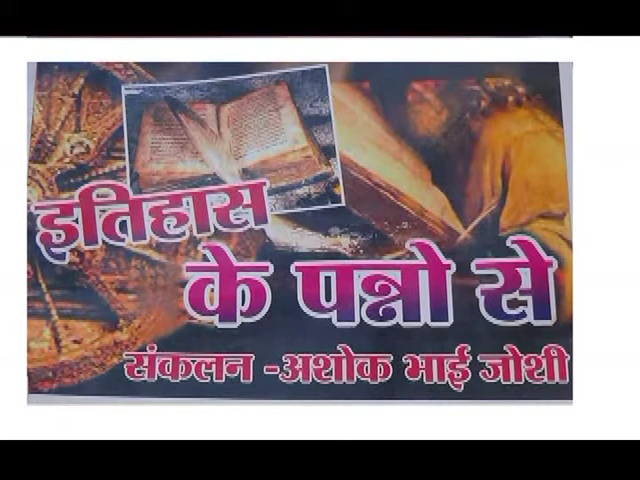 इतिहास
के पन्नो से
संकलन -अशोक भाई जोशी